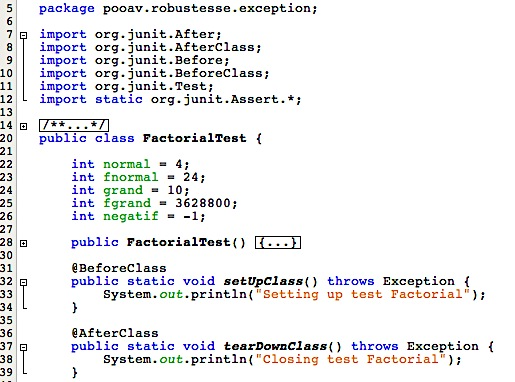 5 package pooav.robustesse.exception;
6
7 import org.junit.After;
8 import org.junit.AfterClass;
9 import org.junit.Before;
10 import org.junit.BeforeClass;
11 import org.junit.Test;
12 import static org.junit.Assert.*;
13
14 /**...*/
20 public class FactorialTest {
21
22     int normal = 4;
23     int fnormal = 24;
24     int grand = 10;
25     int fgrand = 3628800;
26     int negatif = -1;
27
28     public FactorialTest() {...}
30
31     @BeforeClass
32     public static void setUpClass() throws Exception {
33         System.out.println("Setting up test Factorial");
34     }
35
36     @AfterClass
37     public static void tearDownClass() throws Exception {
38         System.out.println("Closing test Factorial");
39     }